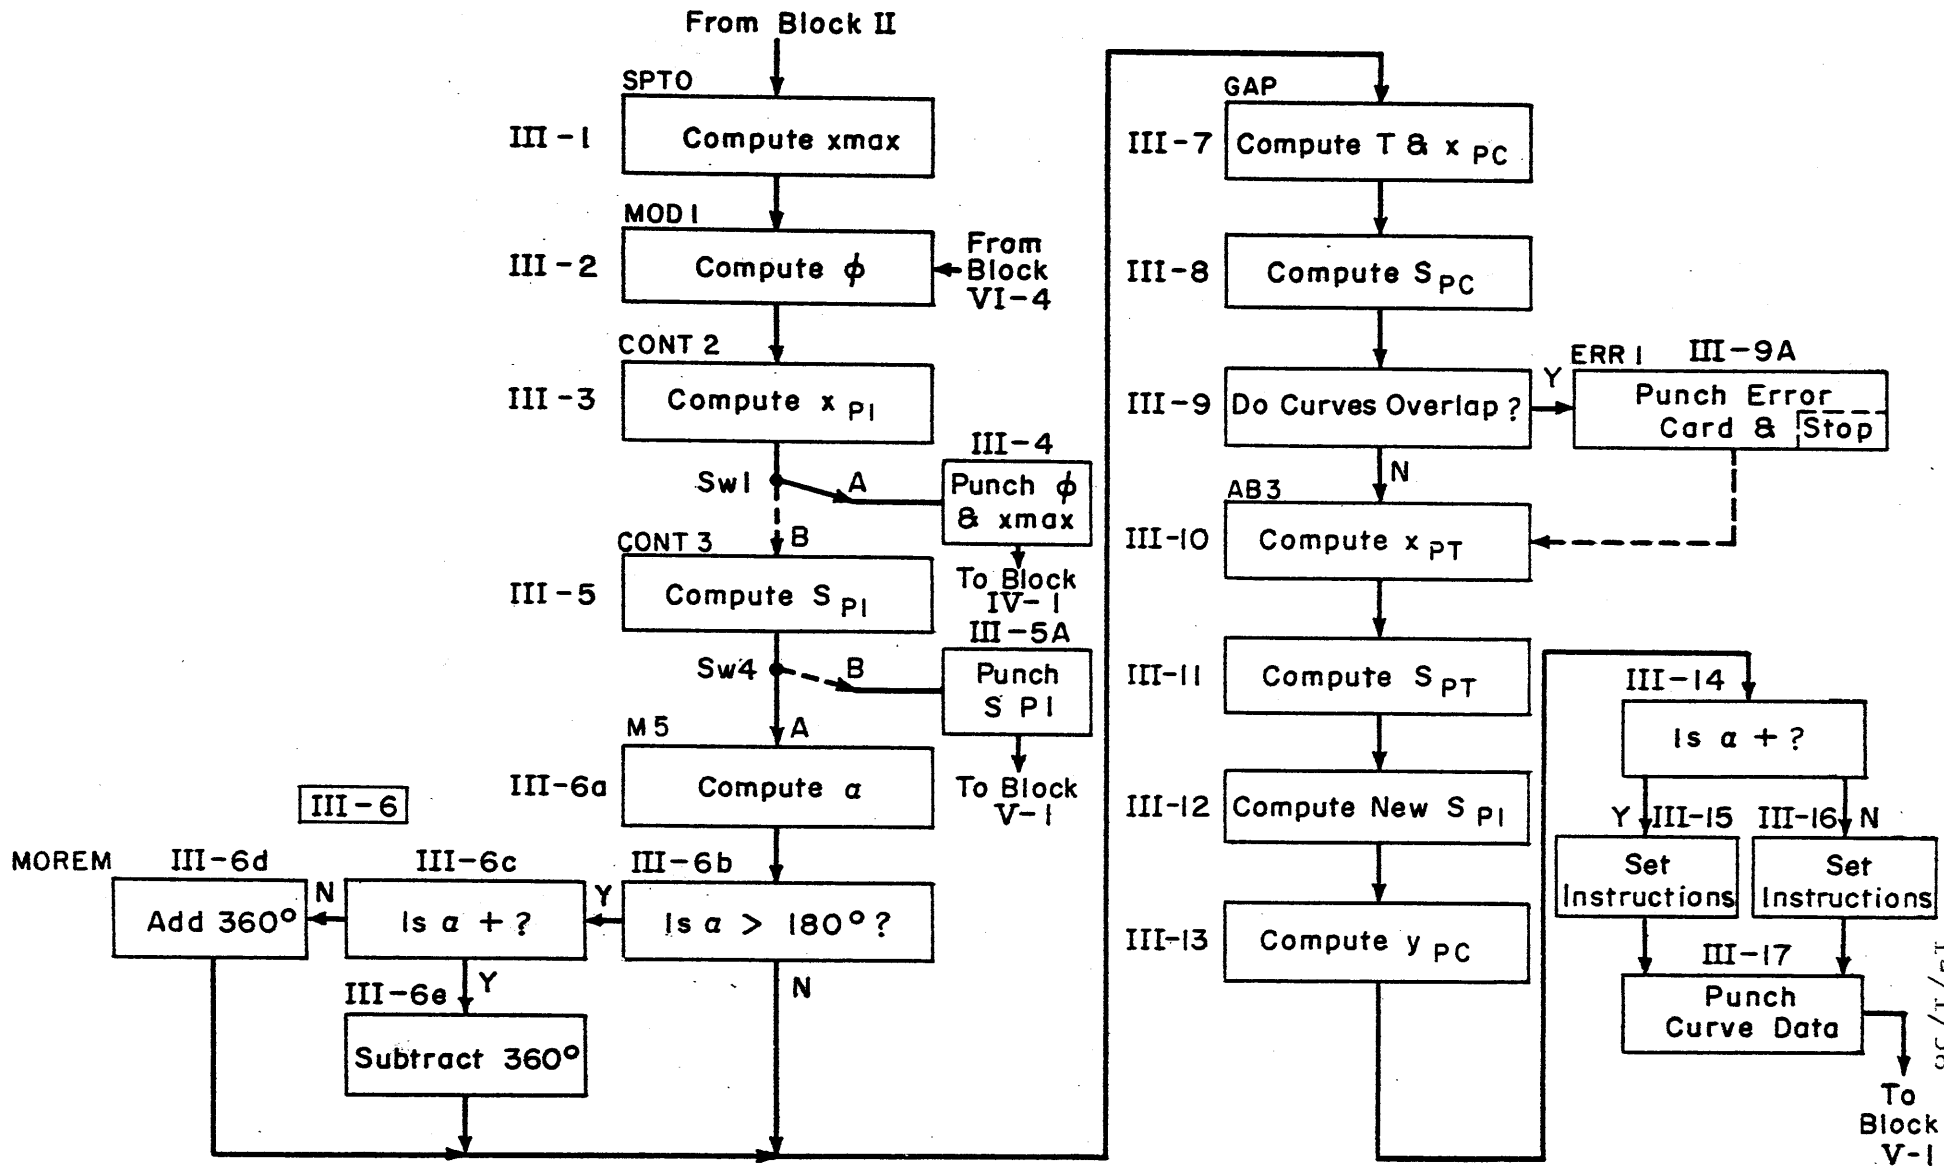 From Block II
SPTO
III-1
Compute xmax
MOD 1
III-2
Compute ϕ
From
Block
VI-4
CONT 2
III-3
Compute x PI
Sw1
A
B
III-4
Punch ϕ
& xmax
To Block
IV-1
CONT 3
III-5
Compute S PI
Sw4
B
A
III-5A
Punch
S PI
To Block
V-1
M5
III-6a
Compute α
III-6
III-6b
Is α > 180°?
Y
N
III-6c
Is α + ?
N
Y
MOREM
III-6d
Add 360°
III-6e
Subtract 360°
GAP
III-7
Compute T & x PC
III-8
Compute S PC
III-9
Do Curves Overlap?
Y
N
ERR 1
III-9A
Punch Error
Card & Stop
AB3
III-10
Compute x PT
III-11
Compute S PT
III-12
Compute New S PI
III-13
Compute y PC
III-14
Is α + ?
Y
III-15
III-16
N
Set
Instructions
Set
Instructions
III-17
Punch
Curve Data
To
Block
V-1